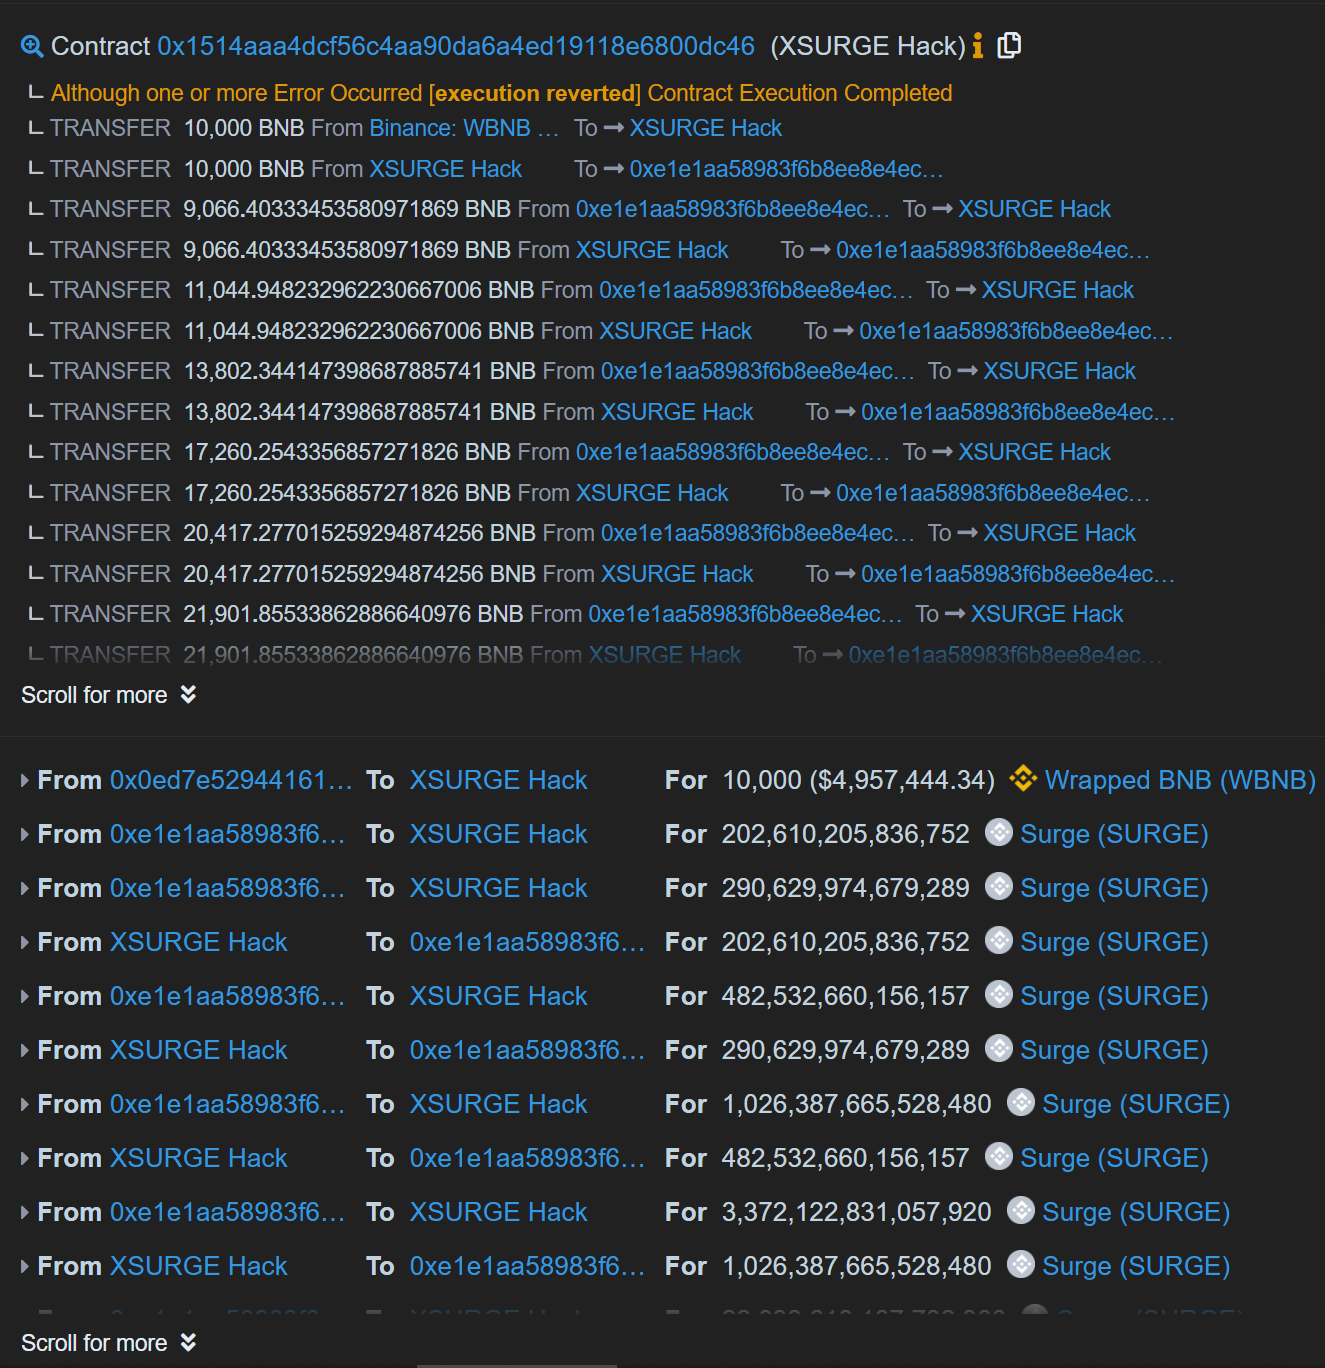 Contract 0x1514aaa4dcf56c4aa90da6a4ed19118e6800dc46 (XSURGE Hack)
Although one or more Error Occurred [execution reverted] Contract Execution Completed
TRANSFER 10,000 BNB From Binance: WBNB … To XSURGE Hack
TRANSFER 10,000 BNB From XSURGE Hack To 0xe1e1aa58983f6b8ee8e4ec…
TRANSFER 9,066.40333453580971869 BNB From 0xe1e1aa58983f6b8ee8e4ec… To XSURGE Hack
TRANSFER 9,066.40333453580971869 BNB From XSURGE Hack To 0xe1e1aa58983f6b8ee8e4ec…
TRANSFER 11,044.948232962230667006 BNB From 0xe1e1aa58983f6b8ee8e4ec… To XSURGE Hack
TRANSFER 11,044.948232962230667006 BNB From XSURGE Hack To 0xe1e1aa58983f6b8ee8e4ec…
TRANSFER 13,802.344147398687885741 BNB From 0xe1e1aa58983f6b8ee8e4ec… To XSURGE Hack
TRANSFER 13,802.344147398687885741 BNB From XSURGE Hack To 0xe1e1aa58983f6b8ee8e4ec…
TRANSFER 17,260.2543356857271826 BNB From 0xe1e1aa58983f6b8ee8e4ec… To XSURGE Hack
TRANSFER 17,260.2543356857271826 BNB From XSURGE Hack To 0xe1e1aa58983f6b8ee8e4ec…
TRANSFER 20,417.277015259294874256 BNB From 0xe1e1aa58983f6b8ee8e4ec… To XSURGE Hack
TRANSFER 20,417.277015259294874256 BNB From XSURGE Hack To 0xe1e1aa58983f6b8ee8e4ec…
TRANSFER 21,901.85533862886640976 BNB From 0xe1e1aa58983f6b8ee8e4ec… To XSURGE Hack
TRANSFER 21,901.85533862886640976 BNB From XSURGE Hack To 0xe1e1aa58983f6b8ee8e4ec…
Scroll for more
From 0x0ed7e52944161… To XSURGE Hack For 10,000 ($4,957,444.34) Wrapped BNB (WBNB)
From 0xe1e1aa58983f6… To XSURGE Hack For 202,610,205,836,752 Surge (SURGE)
From 0xe1e1aa58983f6… To XSURGE Hack For 290,629,974,679,289 Surge (SURGE)
From XSURGE Hack To 0xe1e1aa58983f6… For 202,610,205,836,752 Surge (SURGE)
From 0xe1e1aa58983f6… To XSURGE Hack For 482,532,660,156,157 Surge (SURGE)
From XSURGE Hack To 0xe1e1aa58983f6… For 290,629,974,679,289 Surge (SURGE)
From 0xe1e1aa58983f6… To XSURGE Hack For 1,026,387,665,528,480 Surge (SURGE)
From XSURGE Hack To 0xe1e1aa58983f6… For 482,532,660,156,157 Surge (SURGE)
From 0xe1e1aa58983f6… To XSURGE Hack For 3,372,122,831,057,920 Surge (SURGE)
From XSURGE Hack To 0xe1e1aa58983f6… For 1,026,387,665,528,480 Surge (SURGE)
Scroll for more